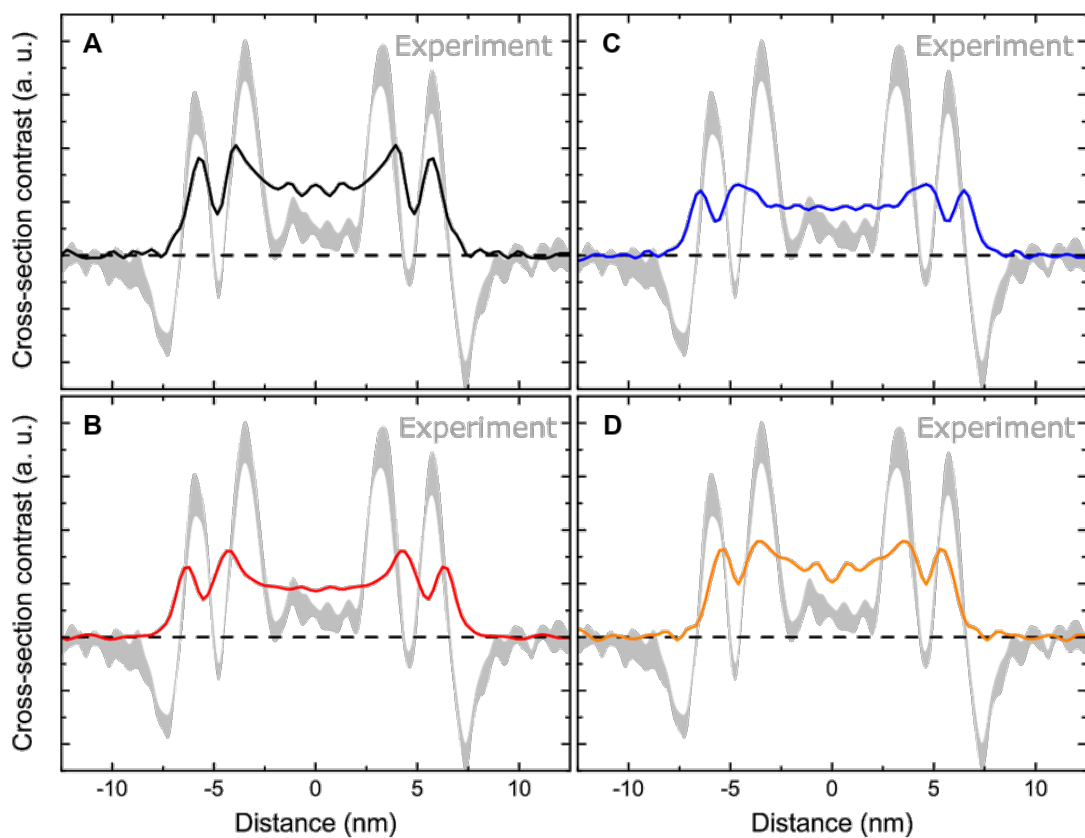 A
Experiment
C
Experiment
Cross-section contrast (a. u.)
B
Experiment
D
Experiment
Cross-section contrast (a. u.)
-10 -5 0 5 10
-10 -5 0 5 10
Distance (nm)
Distance (nm)